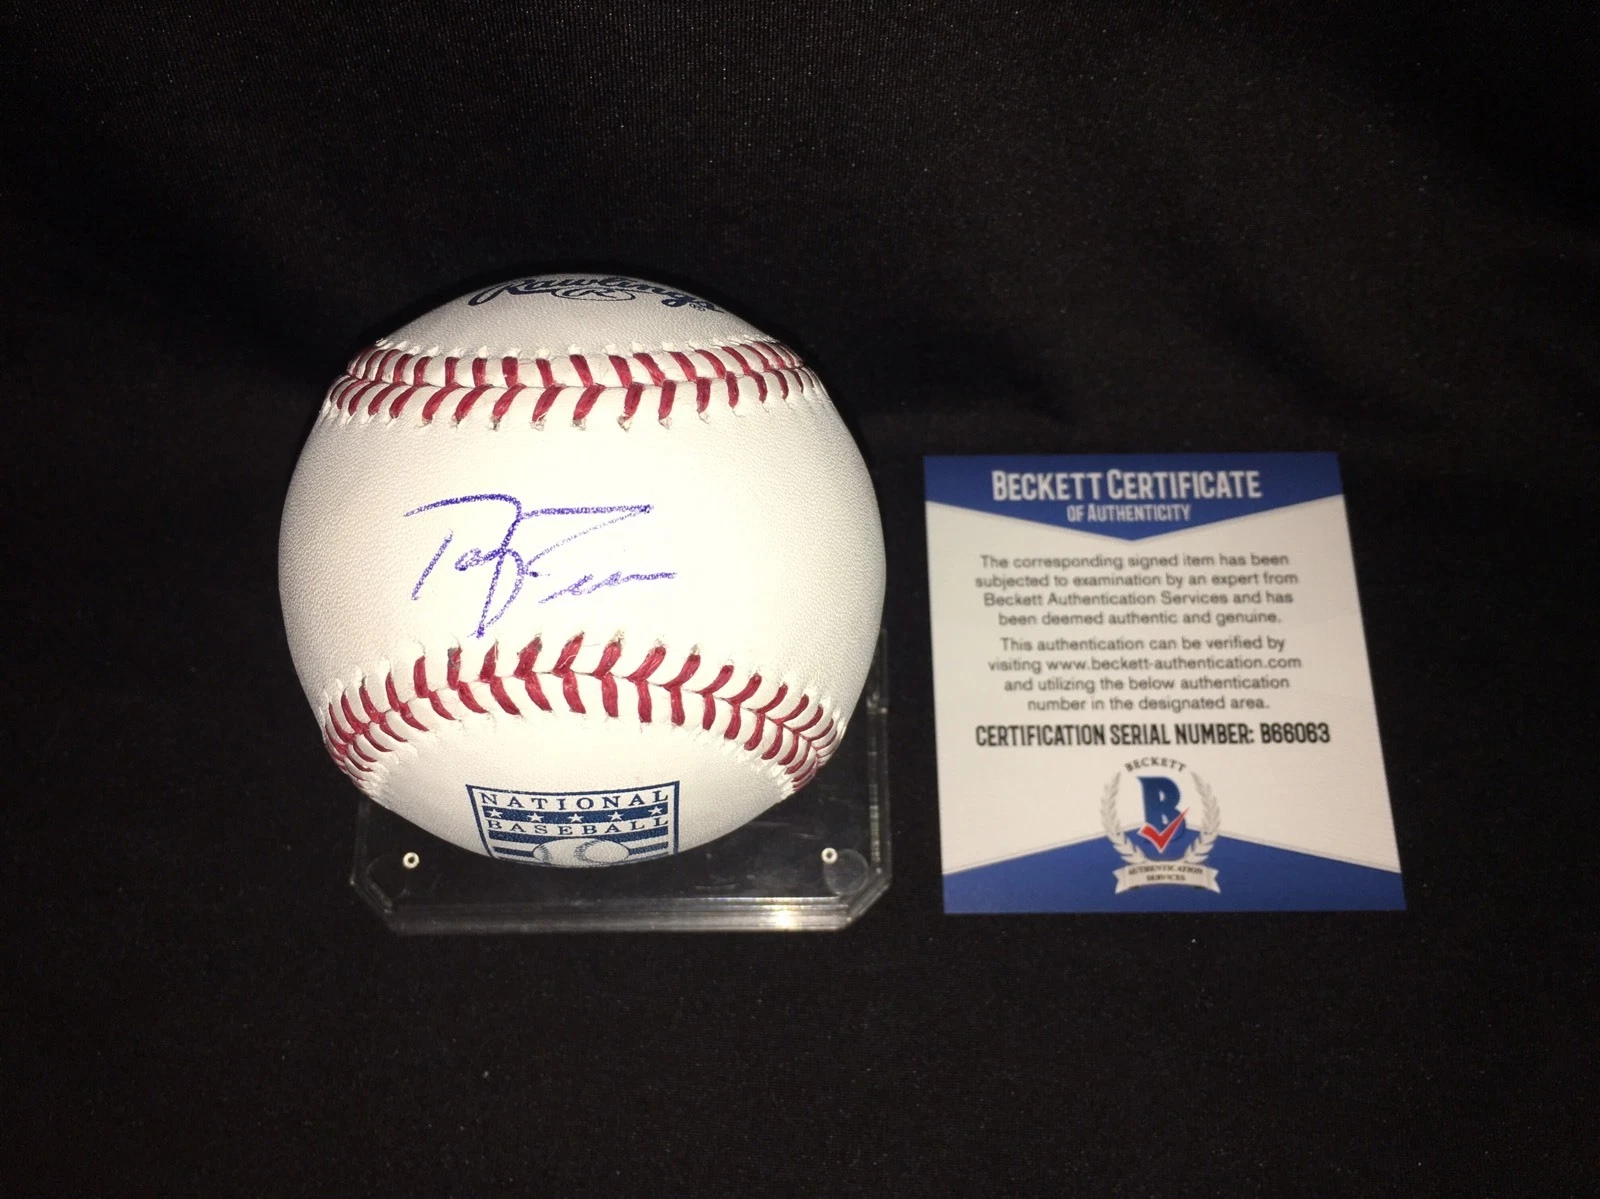 Rawlings
R
NATIONAL
BASEBALL
BECKETT CERTIFICATE
OF AUTHENTICITY
The corresponding signed item has been
subjected to examination by an expert from
Beckett Authentication Services and has
been deemed authentic and genuine.
This authentication can be verified by
visiting www.beckett-authentication.com
and utilizing the below authentication
number in the designated area.
CERTIFICATION SERIAL NUMBER: B66063
BECKETT
B
AUTHENTICATION
SERVICES